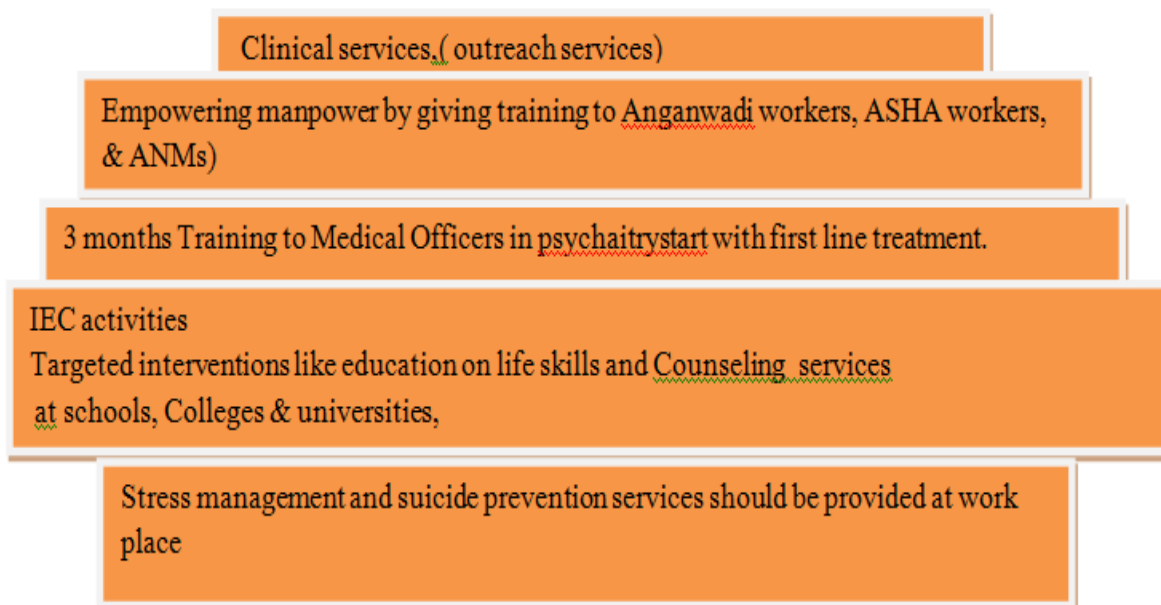 Clinical services,( outreach services)
Empowering manpower by giving training to Anganwadi workers, ASHA workers,
& ANMs)
3 months Training to Medical Officers in psychaitrystart with first line treatment.
IEC activities
Targeted interventions like education on life skills and Counseling services
at schools, Colleges & universities,
Stress management and suicide prevention services should be provided at work
place